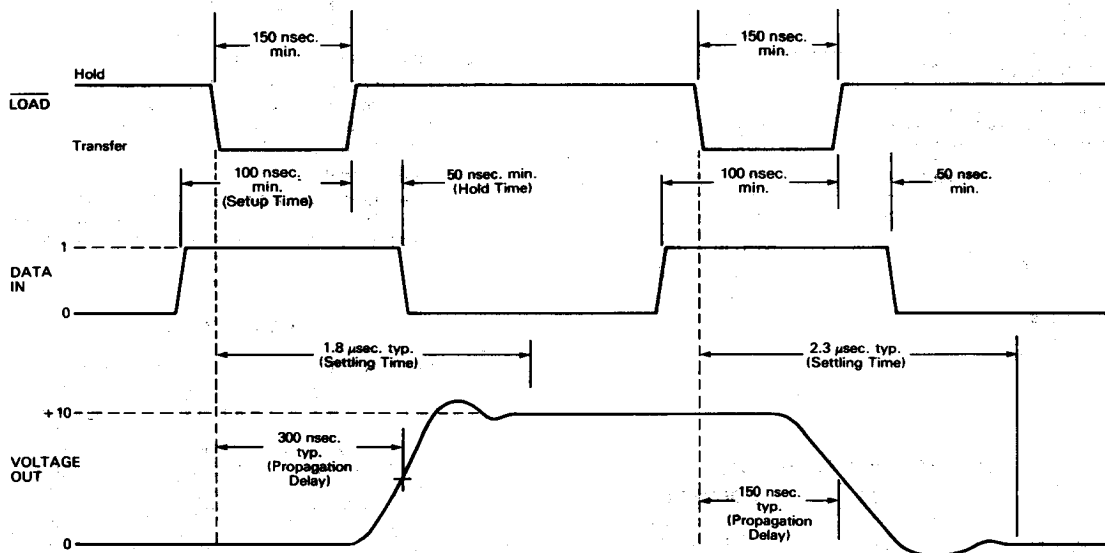 150 nsec.
min.
150 nsec.
min.
Hold
LOAD
Transfer
100 nsec.
min.
(Setup Time)
50 nsec. min.
(Hold Time)
100 nsec.
min.
50 nsec.
min.
1
DATA
IN
0
1.8 μsec. typ.
(Settling Time)
2.3 μsec. typ.
(Settling Time)
+10
300 nsec.
typ.
(Propagation
Delay)
VOLTAGE
OUT
150 nsec.
typ.
(Propagation
Delay)
0